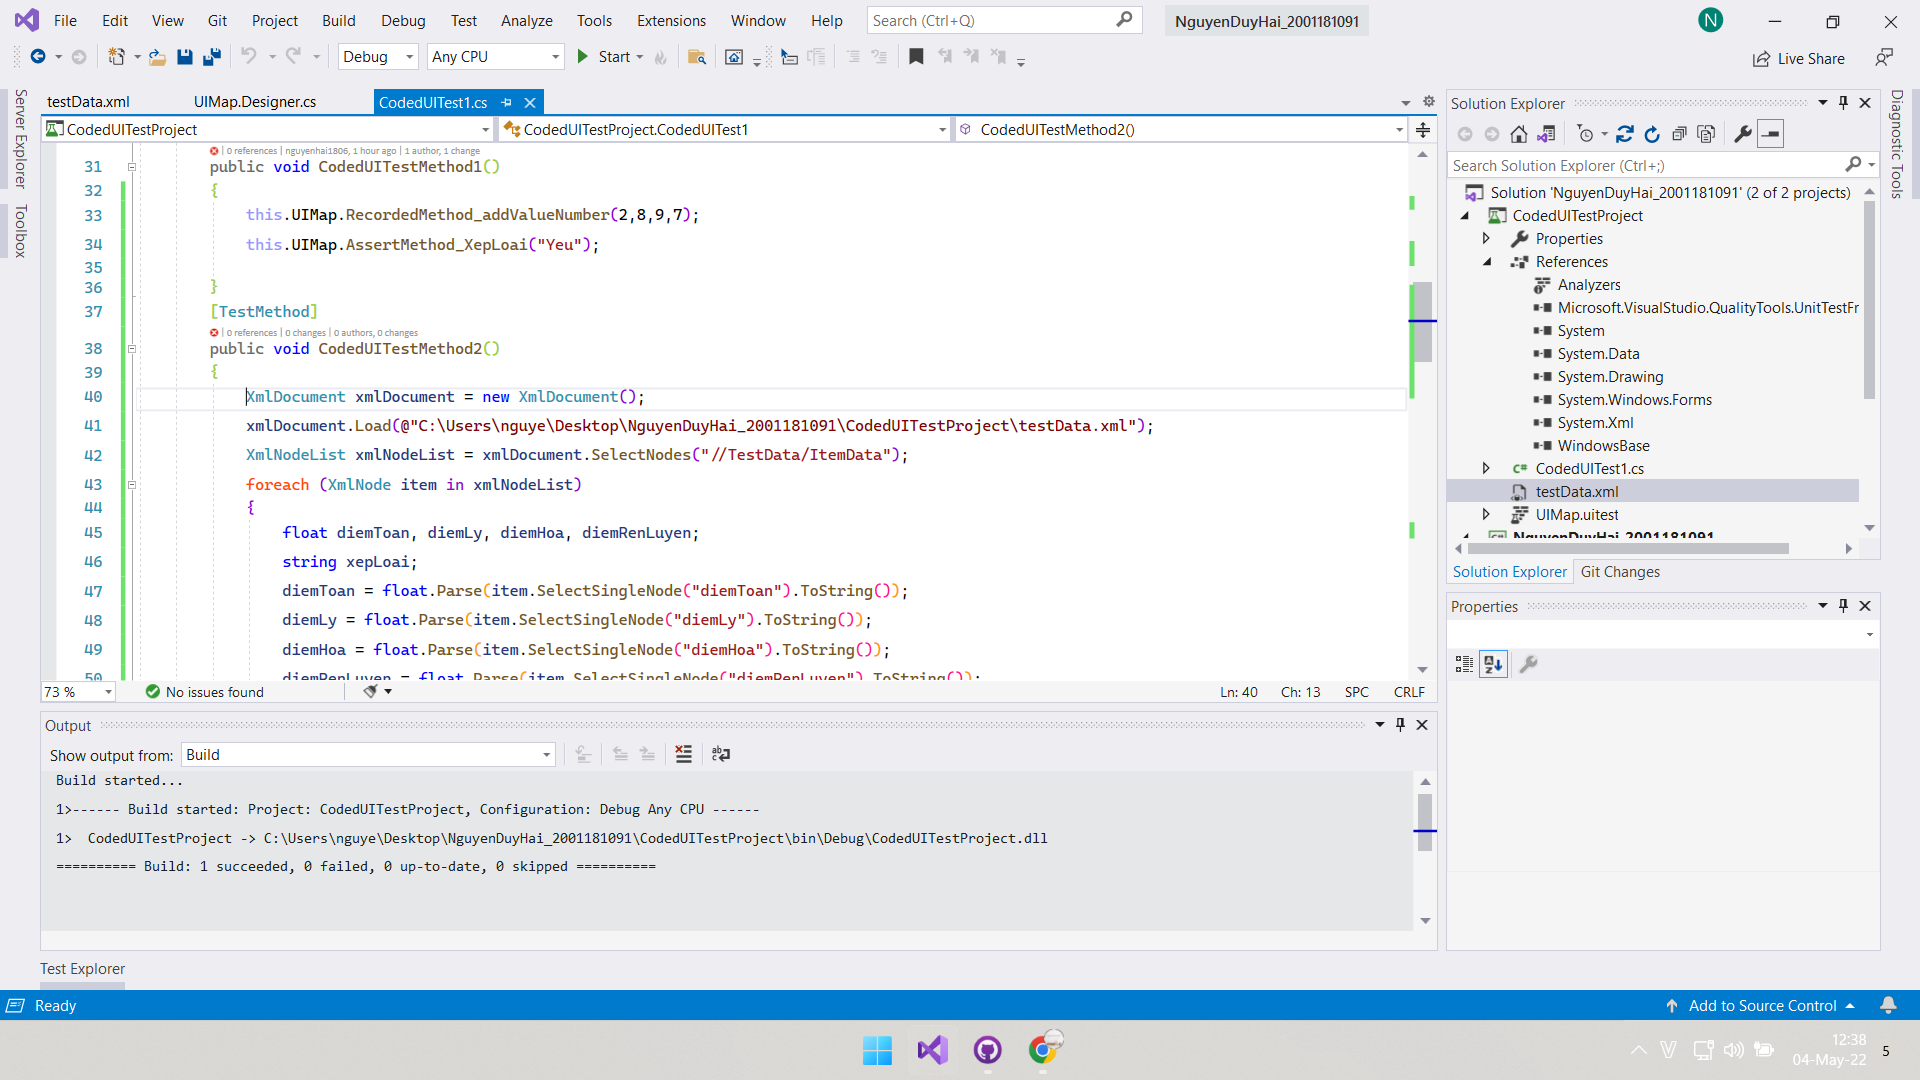 File Edit View Git Project Build Debug Test Analyze Tools Extensions Window Help Search (Ctrl+Q) NguyenDuyHai_2001181091 N
Debug Any CPU Start Live Share
Server Explorer
Toolbox
testData.xml UIMap.Designer.cs CodedUITest1.cs
CodedUITestProject CodedUITestProject.CodedUITest1 CodedUITestMethod2()
0 references | nguyenhai1806, 1 hour ago | 1 author, 1 change
31 public void CodedUITestMethod1()
32 {
33 this.UIMap.RecordedMethod_addValueNumber(2,8,9,7);
34 this.UIMap.AssertMethod_XepLoai("Yeu");
35
36 }
37 [TestMethod]
0 references | 0 changes | 0 authors, 0 changes
38 public void CodedUITestMethod2()
39 {
40 XmlDocument xmlDocument = new XmlDocument();
41 xmlDocument.Load(@"C:\Users\nguye\Desktop\NguyenDuyHai_2001181091\CodedUITestProject\testData.xml");
42 XmlNodeList xmlNodeList = xmlDocument.SelectNodes("//TestData/ItemData");
43 foreach (XmlNode item in xmlNodeList)
44 {
45 float diemToan, diemLy, diemHoa, diemRenLuyen;
46 string xepLoai;
47 diemToan = float.Parse(item.SelectSingleNode("diemToan").ToString());
48 diemLy = float.Parse(item.SelectSingleNode("diemLy").ToString());
49 diemHoa = float.Parse(item.SelectSingleNode("diemHoa").ToString());
50 diemRenLuyen = float.Parse(item.SelectSingleNode("diemRenLuyen").ToString());
73 % No issues found Ln: 40 Ch: 13 SPC CRLF
Output
Show output from: Build
Build started...
1>------ Build started: Project: CodedUITestProject, Configuration: Debug Any CPU ------
1> CodedUITestProject -> C:\Users\nguye\Desktop\NguyenDuyHai_2001181091\CodedUITestProject\bin\Debug\CodedUITestProject.dll
========== Build: 1 succeeded, 0 failed, 0 up-to-date, 0 skipped ==========
Test Explorer
Solution Explorer
Search Solution Explorer (Ctrl+;)
Solution 'NguyenDuyHai_2001181091' (2 of 2 projects)
CodedUITestProject
Properties
References
Analyzers
Microsoft.VisualStudio.QualityTools.UnitTestFr
System
System.Data
System.Drawing
System.Windows.Forms
System.Xml
WindowsBase
CodedUITest1.cs
testData.xml
UIMap.uitest
NguyenDuyHai_2001181091
Solution Explorer Git Changes
Properties
Diagnostic Tools
Ready Add to Source Control
12:38
04-May-22 5